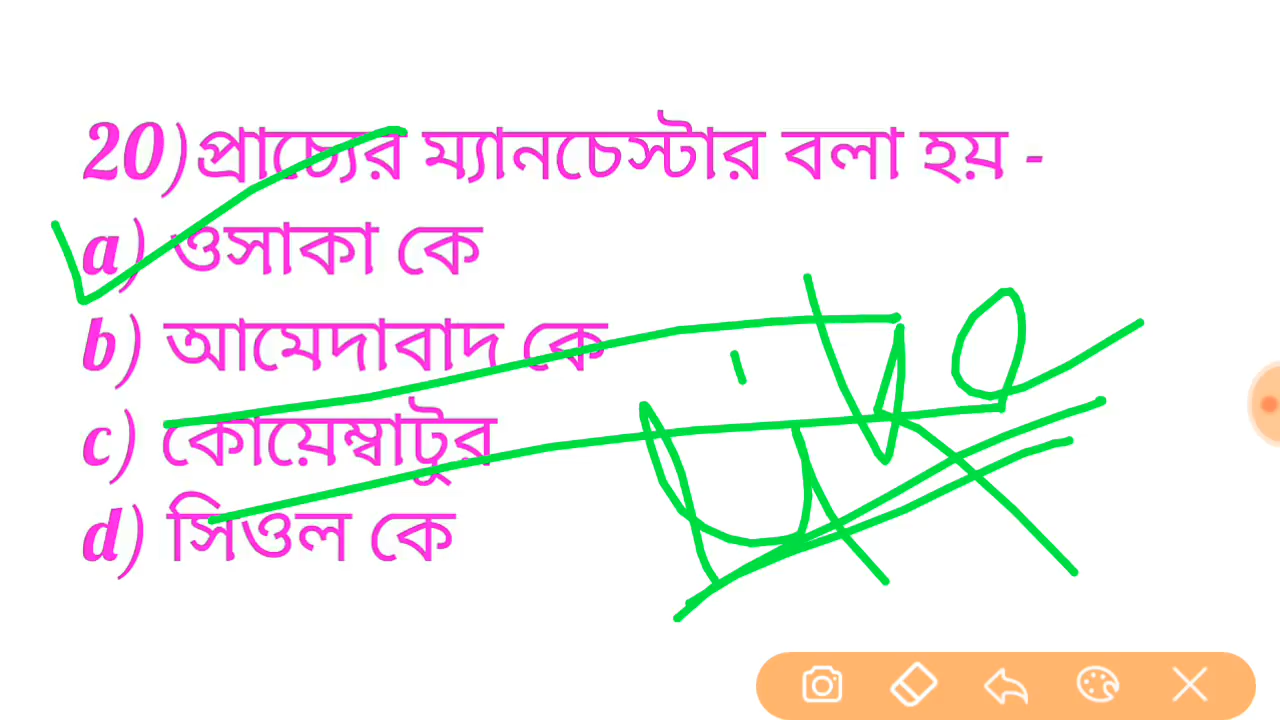 20)প্রাচ্যের ম্যানচেস্টার বলা হয় -
a) ওসাকা কে
b) আমেদাবাদ কে
c) কোয়েম্বাটুর
d) সিওল কে